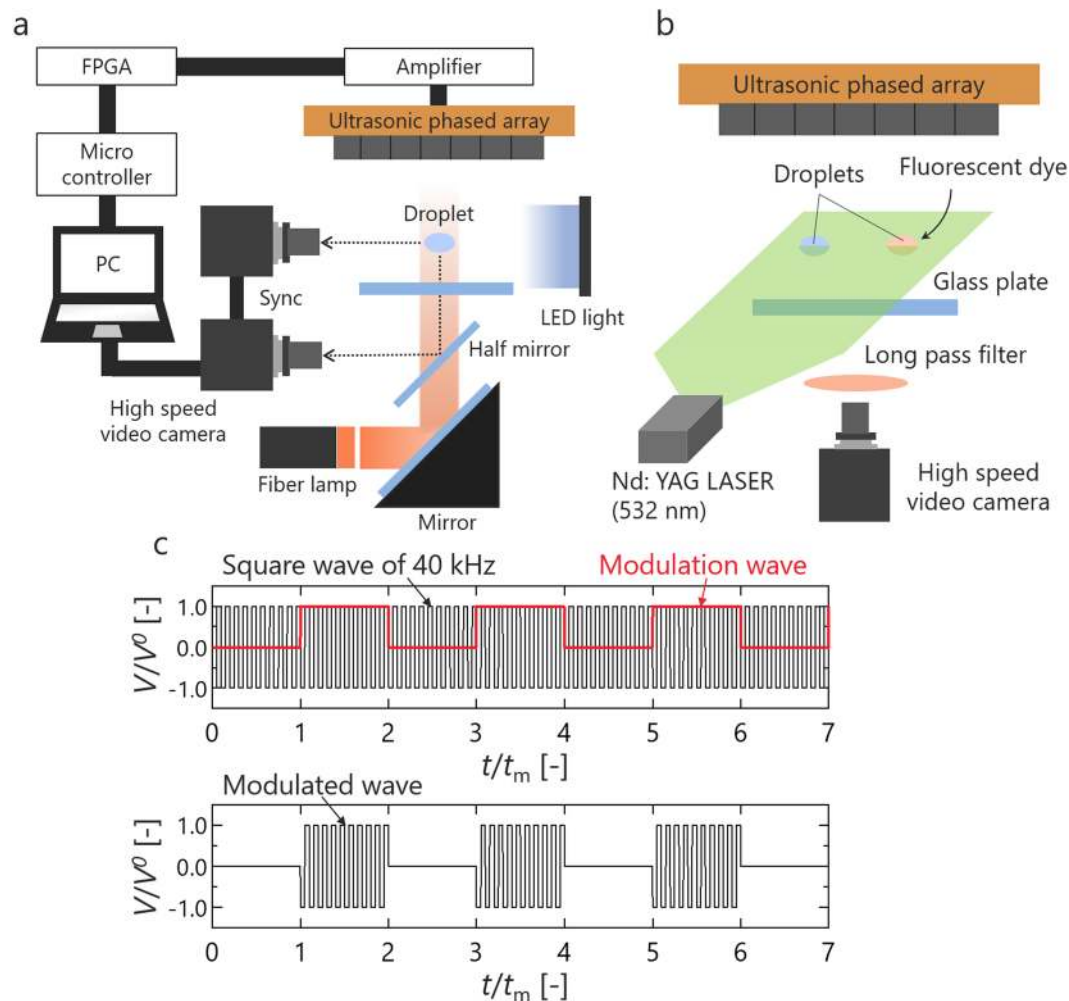 a
FPGA
Amplifier
Ultrasonic phased array
Micro
controller
PC
Droplet
Sync
LED light
Half mirror
High speed
video camera
Fiber lamp
Mirror
b
Ultrasonic phased array
Droplets
Fluorescent dye
Glass plate
Long pass filter
Nd: YAG LASER
(532 nm)
High speed
video camera
c
Square wave of 40 kHz
Modulation wave
V/V⁰ [-]
1.0
0.0
-1.0
0 1 2 3 4 5 6 7
t/tₘ [-]
Modulated wave
V/V⁰ [-]
1.0
0.0
-1.0
0 1 2 3 4 5 6 7
t/tₘ [-]